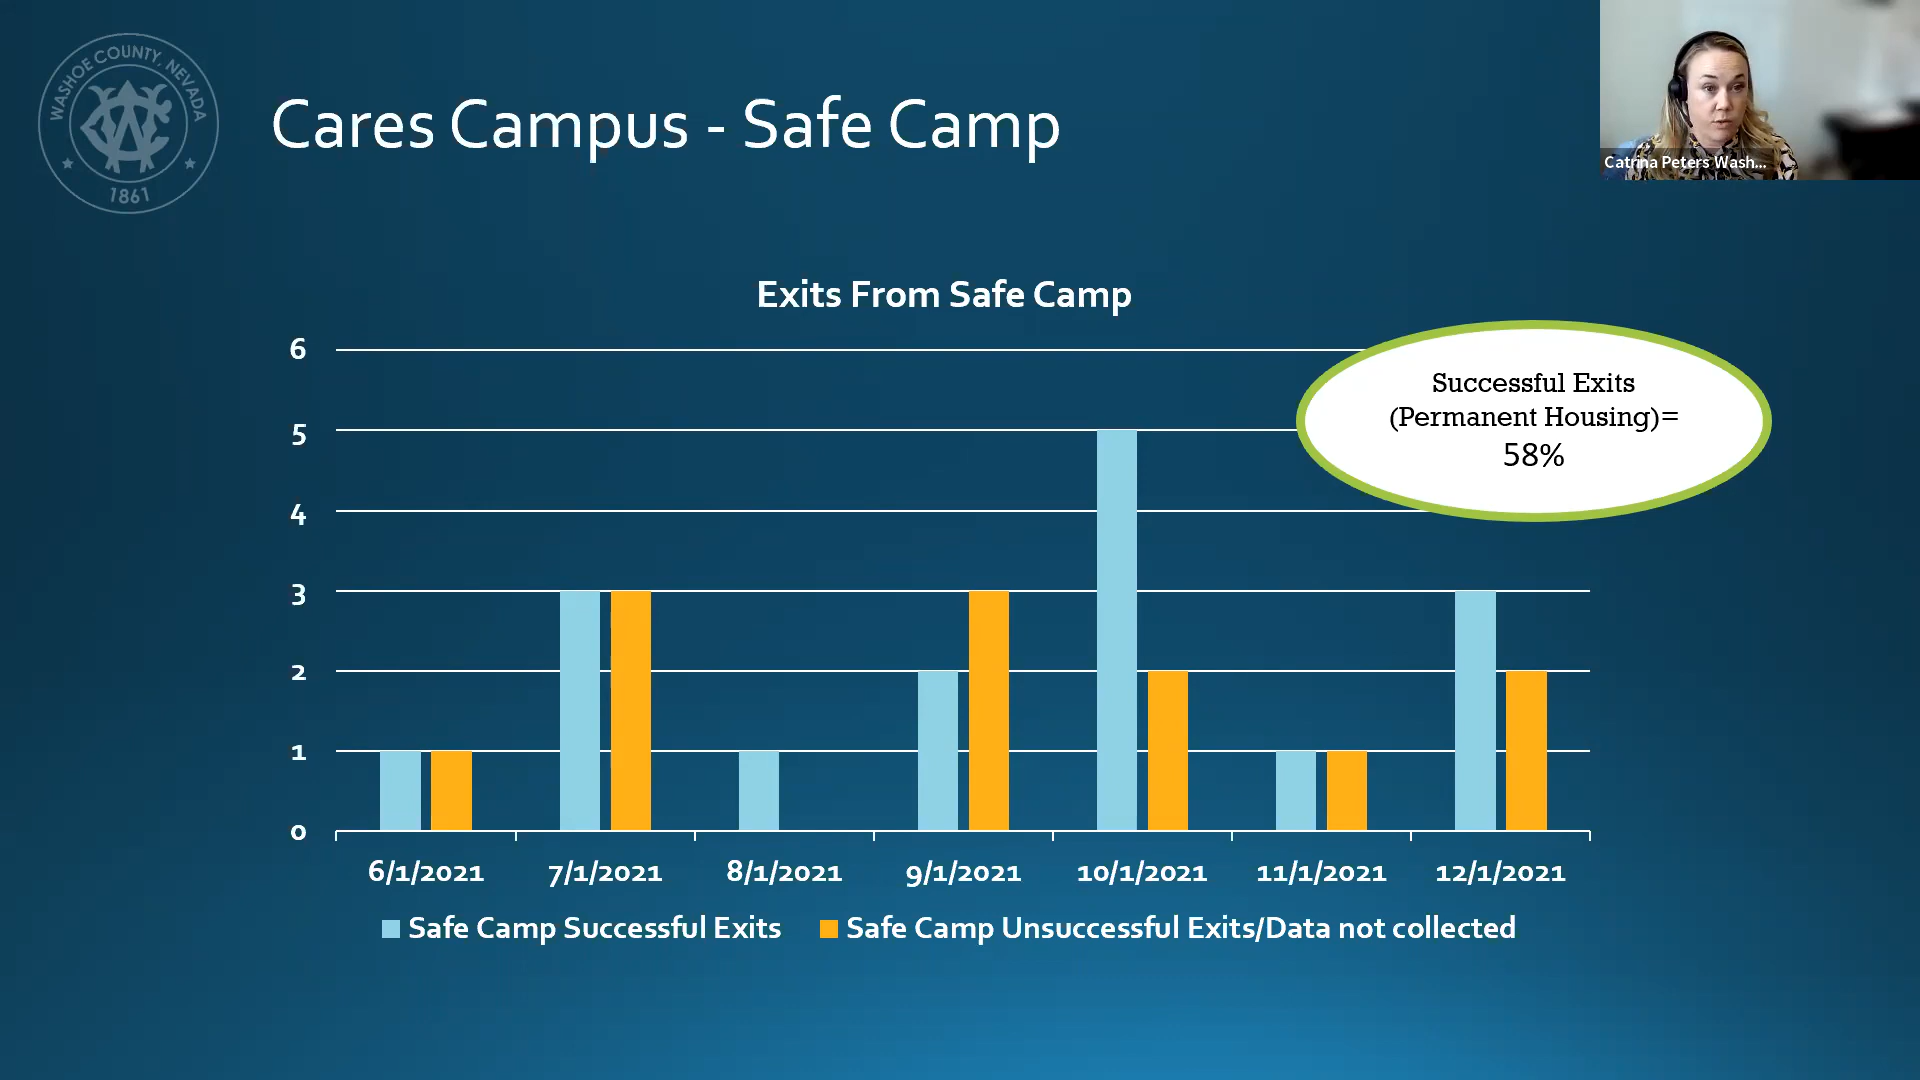 WASHOE COUNTY, NEVADA
1861
Cares Campus - Safe Camp
Catrina Peters Wash...
Exits From Safe Camp
6
5
4
3
2
1
0
Successful Exits
(Permanent Housing)=
58%
6/1/2021 7/1/2021 8/1/2021 9/1/2021 10/1/2021 11/1/2021 12/1/2021
Safe Camp Successful Exits Safe Camp Unsuccessful Exits/Data not collected